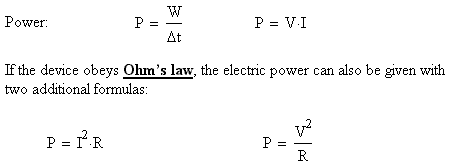 Power: P = W/Δt P = V·I
If the device obeys Ohm's law, the electric power can also be given with
two additional formulas:
P = I²·R P = V²/R